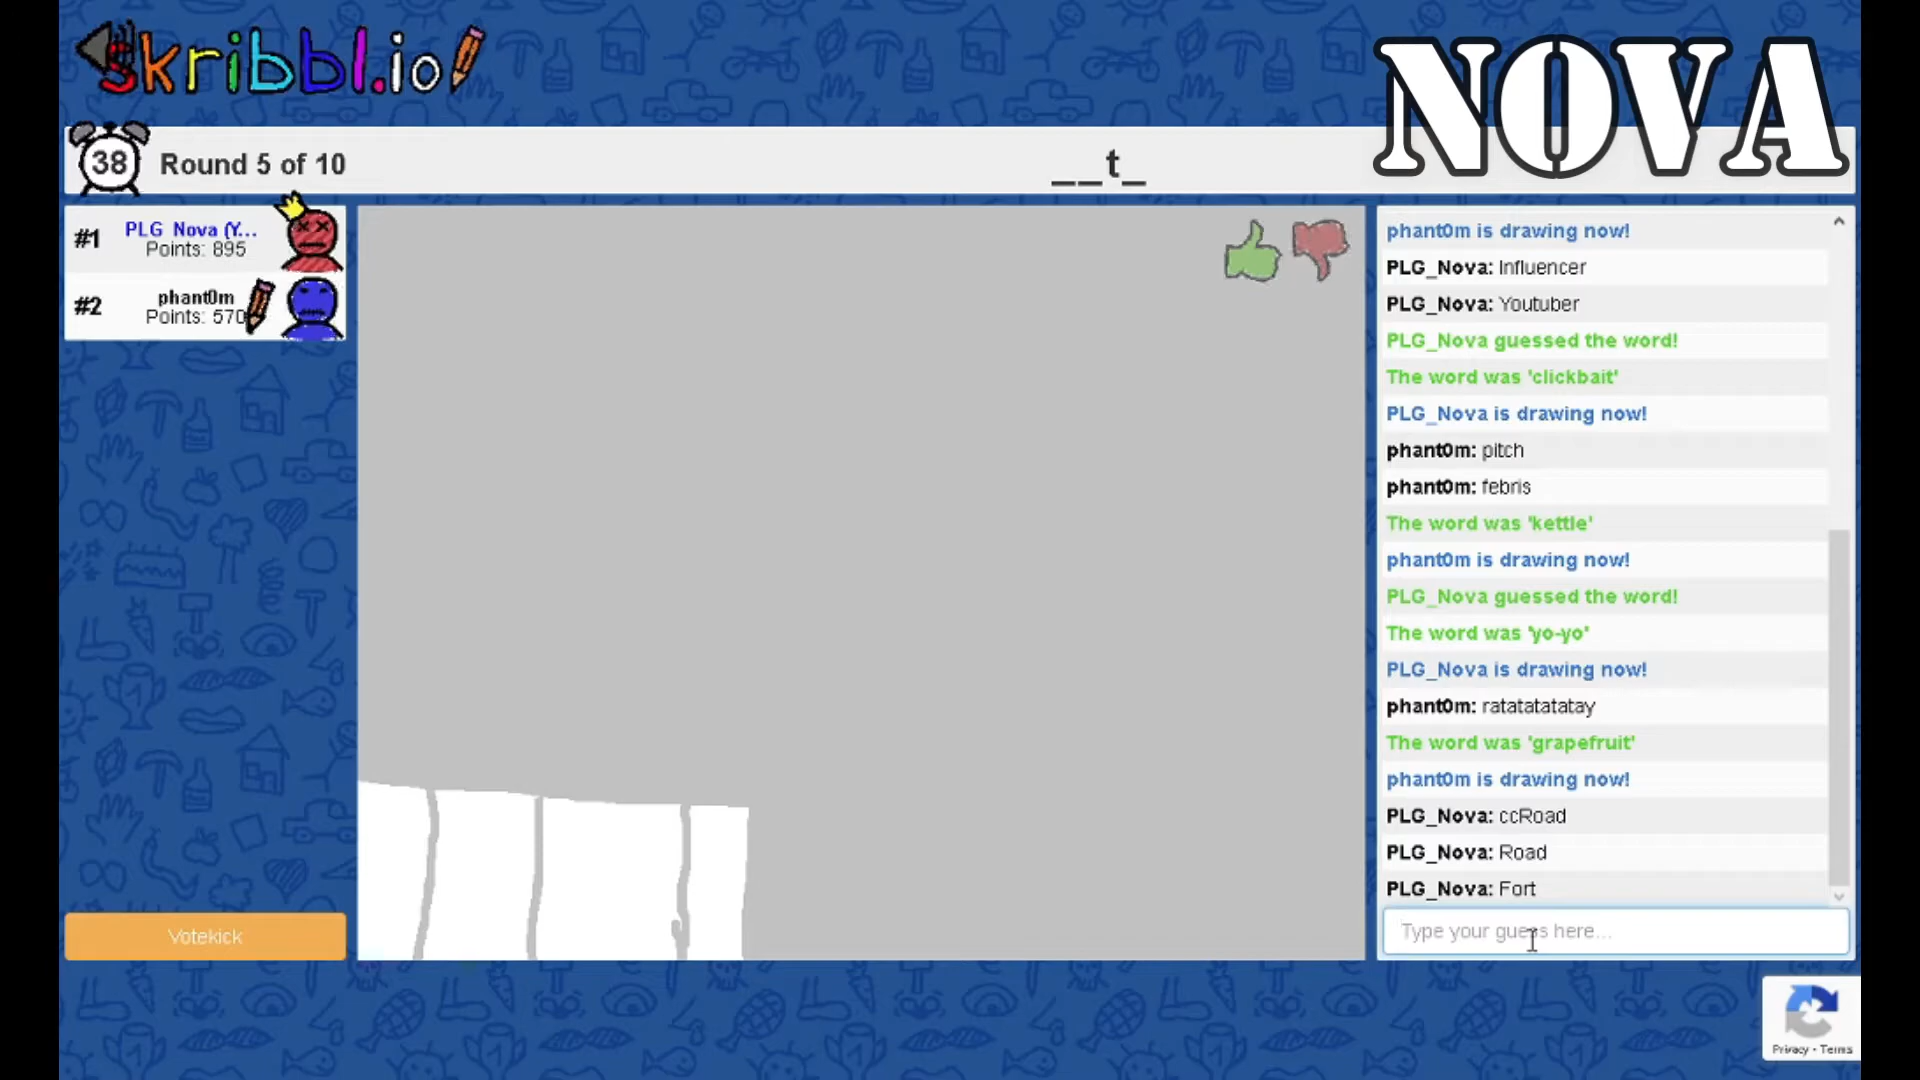 skribbl.io
NOVA
38
Round 5 of 10
__t_
#1
PLG_Nova (Y...
Points: 895
#2
phant0m
Points: 570
Votekick
phant0m is drawing now!
PLG_Nova: Influencer
PLG_Nova: Youtuber
PLG_Nova guessed the word!
The word was 'clickbait'
PLG_Nova is drawing now!
phant0m: pitch
phant0m: febris
The word was 'kettle'
phant0m is drawing now!
PLG_Nova guessed the word!
The word was 'yo-yo'
PLG_Nova is drawing now!
phant0m: ratatatatatay
The word was 'grapefruit'
phant0m is drawing now!
PLG_Nova: ccRoad
PLG_Nova: Road
PLG_Nova: Fort
Type your guess here...
Privacy - Terms